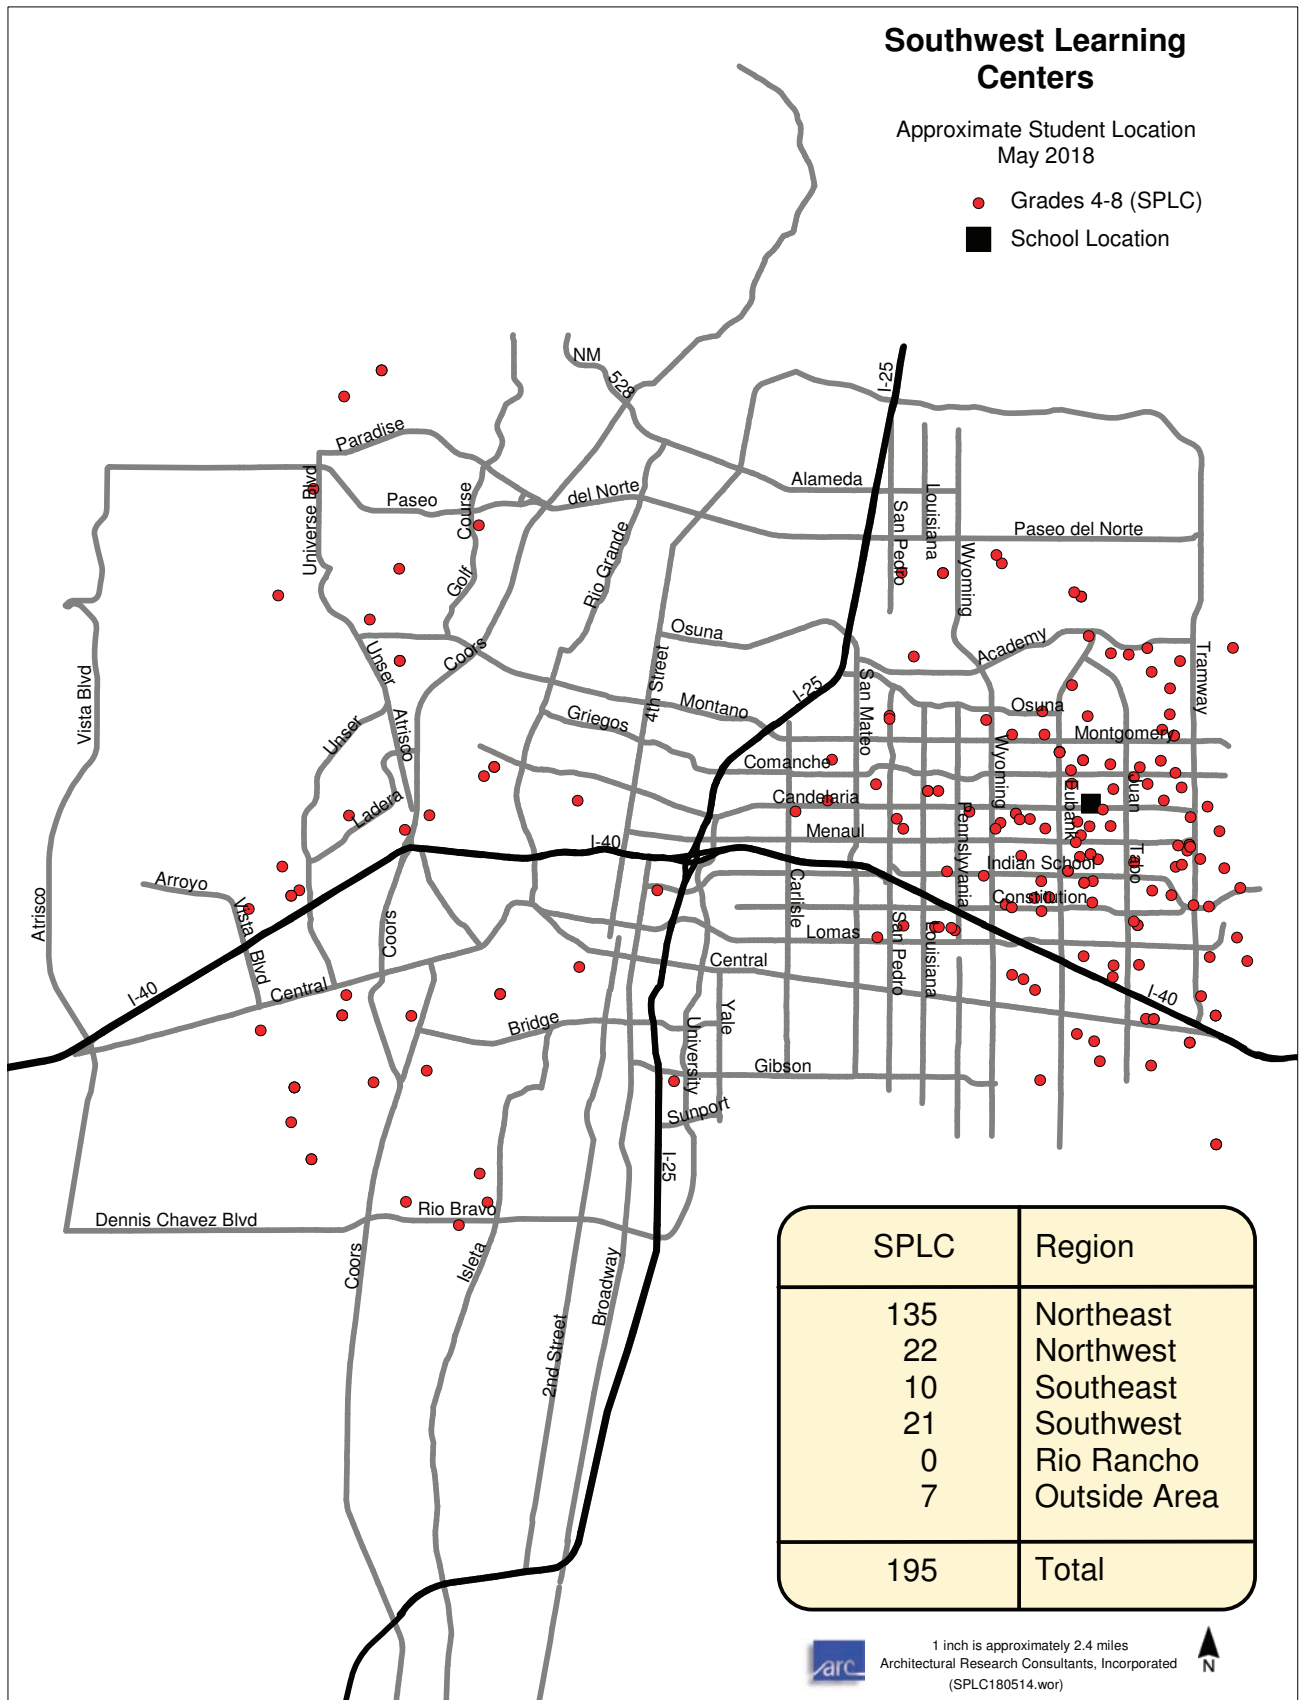 Southwest Learning
Centers
Approximate Student Location
May 2018
Grades 4-8 (SPLC)
School Location
NM
528
I-25
Paradise
Universe Blvd
Paseo
Course
del Norte
Alameda
Louisiana
San Pedro
Paseo del Norte
Wyoming
Golf
Rio Grande
Osuna
Academy
Coors
Unser
4th Street
Tramway
Vista Blvd
San Mateo
I-25
Montano
Osuna
Griegos
Atrisco
Unser
Montgomery
Wyoming
Comanche
Juan
Eubank
Ladera
Candelaria
Pennslyvania
Menaul
I-40
Indian School
Tabo
Arroyo
Carlisle
Constitution
Atrisco
Vista
Blvd
Coors
San Pedro
Louisiana
Lomas
Central
I-40
Central
I-40
Yale
Bridge
University
Gibson
Sunport
I-25
Rio Bravo
Dennis Chavez Blvd
Coors
Isleta
Broadway
2nd Street
SPLC Region
135 Northeast
22 Northwest
10 Southeast
21 Southwest
0 Rio Rancho
7 Outside Area
195 Total
arc
1 inch is approximately 2.4 miles
Architectural Research Consultants, Incorporated
(SPLC180514.wor)
N